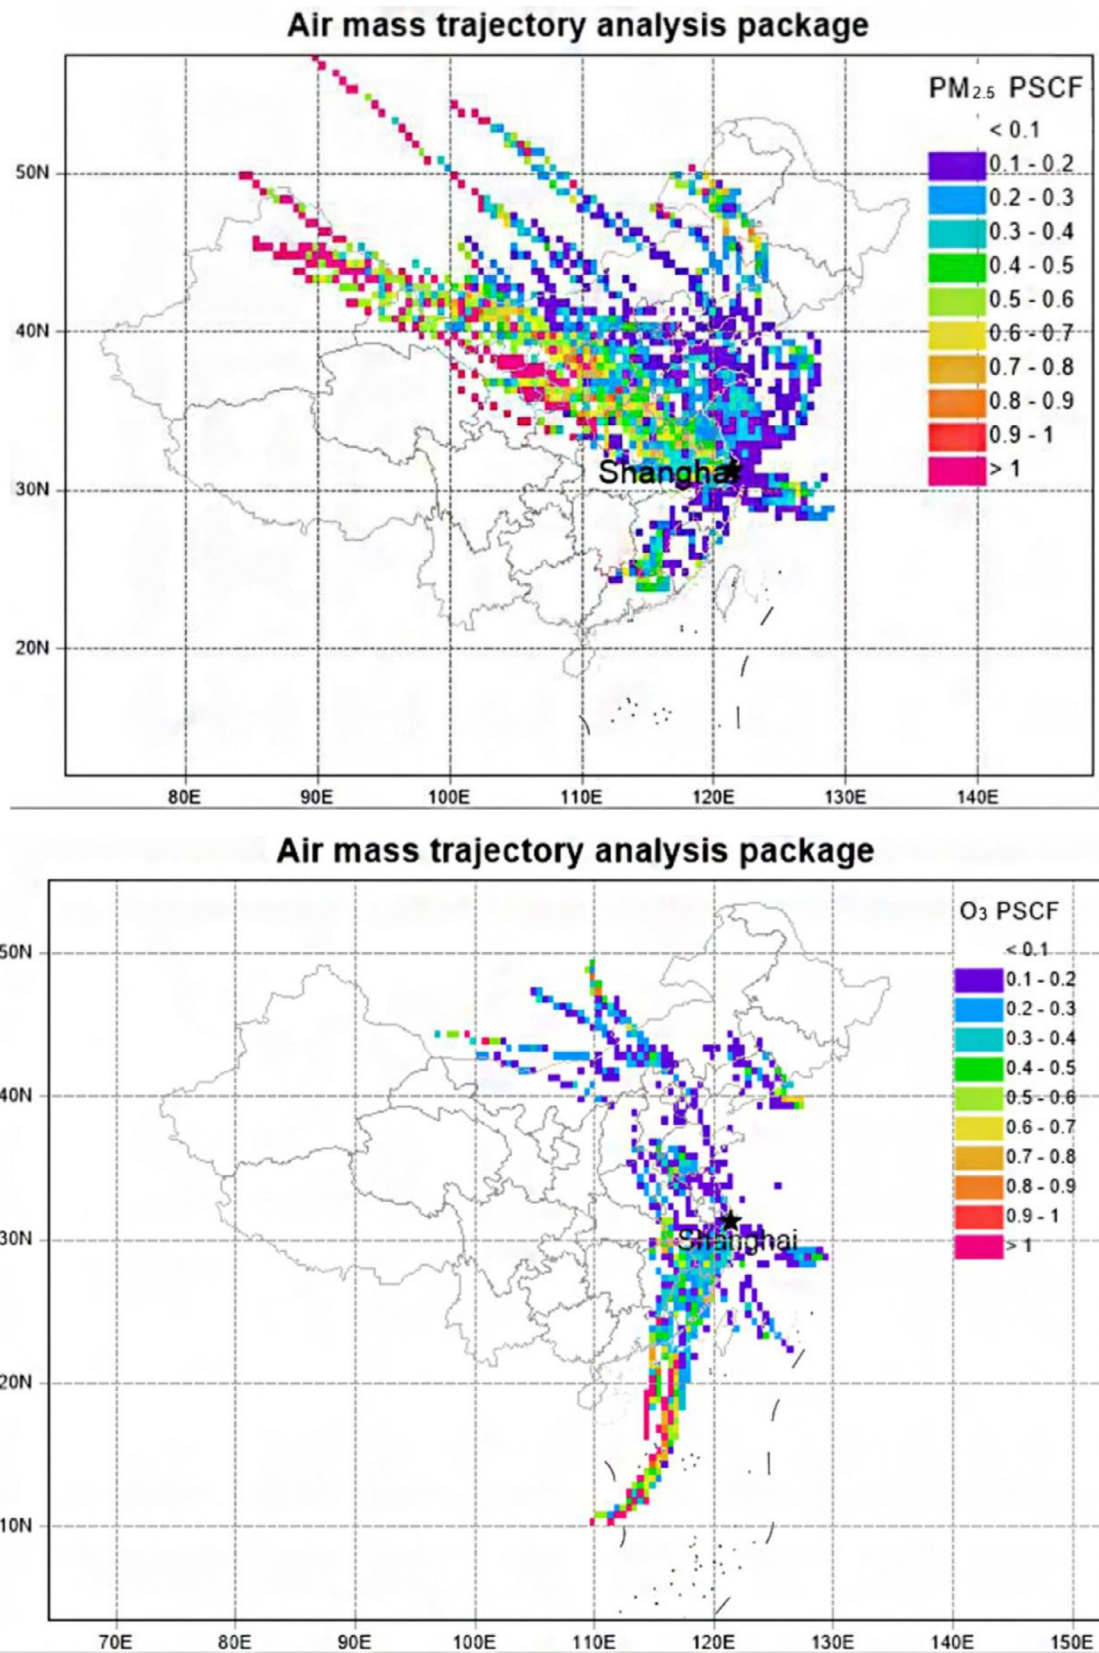 Air mass trajectory analysis package
PM2.5 PSCF
< 0.1
0.1 - 0.2
0.2 - 0.3
0.3 - 0.4
0.4 - 0.5
0.5 - 0.6
0.6 - 0.7
0.7 - 0.8
0.8 - 0.9
0.9 - 1
> 1
50N
40N
30N
20N
Shanghai
80E 90E 100E 110E 120E 130E 140E
Air mass trajectory analysis package
O3 PSCF
< 0.1
0.1 - 0.2
0.2 - 0.3
0.3 - 0.4
0.4 - 0.5
0.5 - 0.6
0.6 - 0.7
0.7 - 0.8
0.8 - 0.9
0.9 - 1
> 1
50N
40N
30N
20N
10N
Shanghai
70E 80E 90E 100E 110E 120E 130E 140E 150E